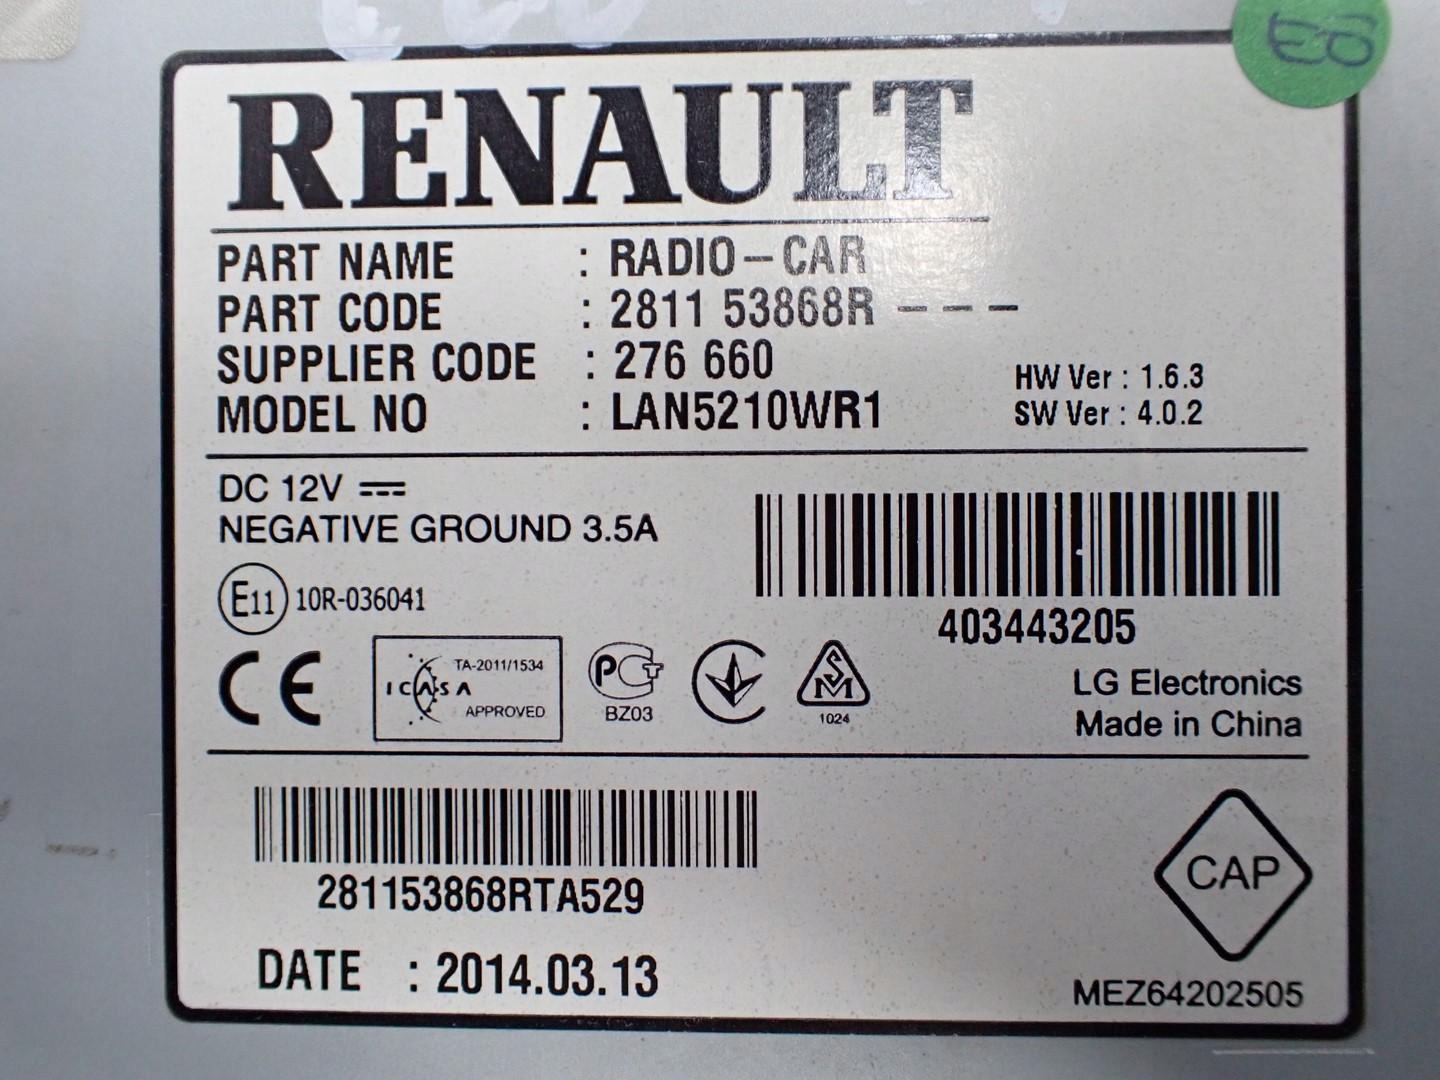 RENAULT
PART NAME : RADIO-CAR
PART CODE : 2811 53868R ---
SUPPLIER CODE : 276 660
MODEL NO : LAN5210WR1
HW Ver : 1.6.3
SW Ver : 4.0.2
DC 12V
NEGATIVE GROUND 3.5A
E11 10R-036041
403443205
CE
TA-2011/1534
ICASA
APPROVED
PCT
BZ03
SM
1024
LG Electronics
Made in China
281153868RTA529
DATE : 2014.03.13
CAP
MEZ64202505